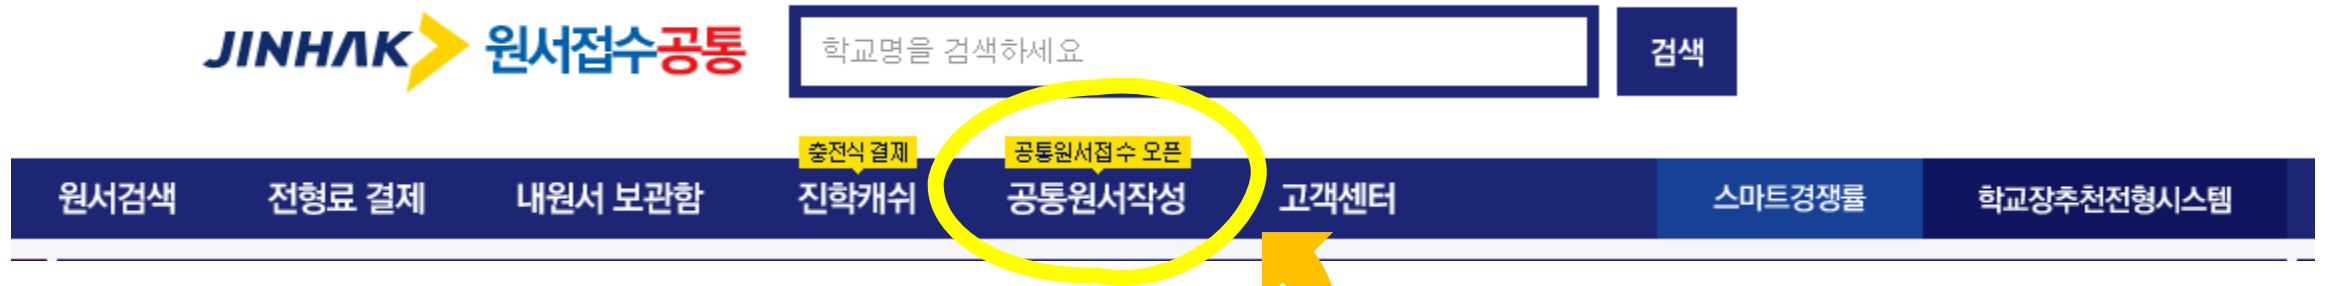 JINHAK 원서접수공통
학교명을 검색하세요
검색
충전식 결제
공통원서접수 오픈
원서검색 전형료 결제 내원서 보관함 진학캐쉬 공통원서작성 고객센터 스마트경쟁률 학교장추천전형시스템